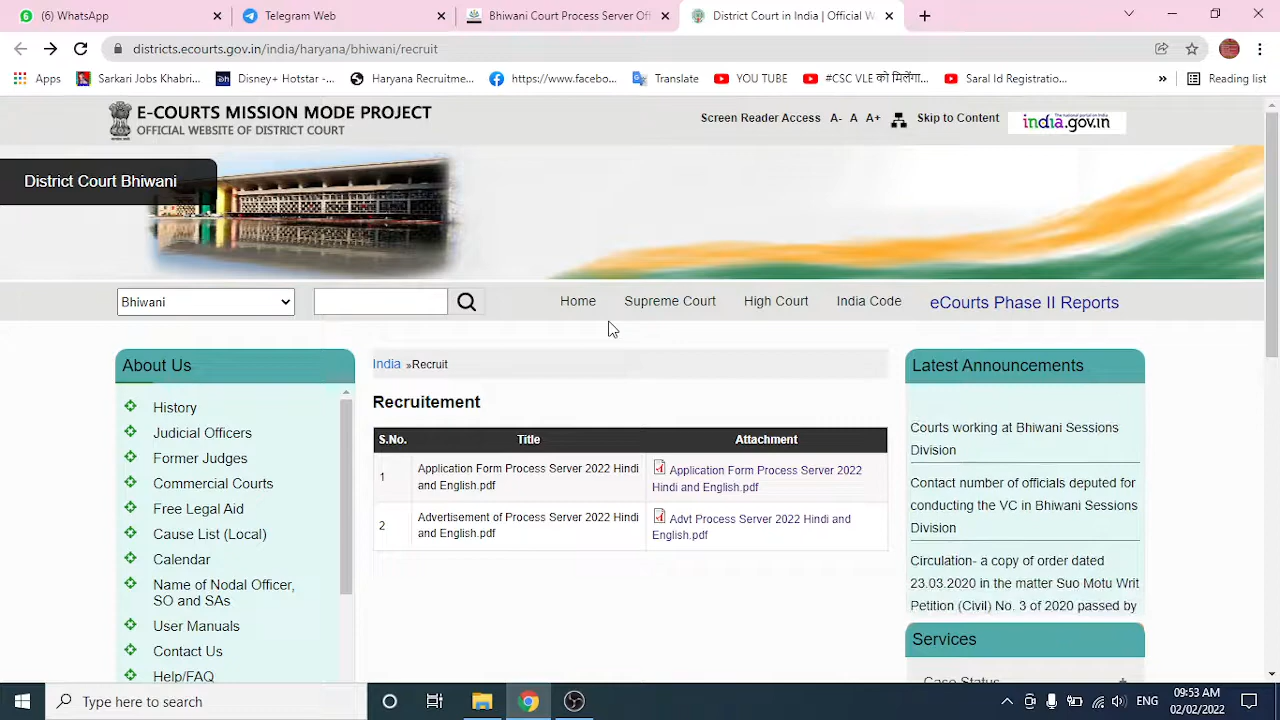 (6) WhatsApp
Telegram Web
Bhiwani Court Process Server Off
District Court in India | Official W
districts.ecourts.gov.in/india/haryana/bhiwani/recruit
Apps
Sarkari Jobs Khabri...
Disney+ Hotstar -...
Haryana Recruitme...
https://www.facebo...
Translate
YOU TUBE
#CSC VLE को मिलेंगा...
Saral Id Registratio...
»
Reading list
E-COURTS MISSION MODE PROJECT
OFFICIAL WEBSITE OF DISTRICT COURT
Screen Reader Access A- A A+ Skip to Content
india.gov.in
District Court Bhiwani
Bhiwani
Home Supreme Court High Court India Code eCourts Phase II Reports
About Us
History
Judicial Officers
Former Judges
Commercial Courts
Free Legal Aid
Cause List (Local)
Calendar
Name of Nodal Officer,
SO and SAs
User Manuals
Contact Us
Help/FAQ
India »Recruit
Recruitement
S.No. Title Attachment
1
Application Form Process Server 2022 Hindi
and English.pdf
Application Form Process Server 2022
Hindi and English.pdf
2
Advertisement of Process Server 2022 Hindi
and English.pdf
Advt Process Server 2022 Hindi and
English.pdf
Latest Announcements
Courts working at Bhiwani Sessions
Division
Contact number of officials deputed for
conducting the VC in Bhiwani Sessions
Division
Circulation- a copy of order dated
23.03.2020 in the matter Suo Motu Writ
Petition (Civil) No. 3 of 2020 passed by
Services
Case Status
Type here to search
ENG
09:53 AM
02/02/2022